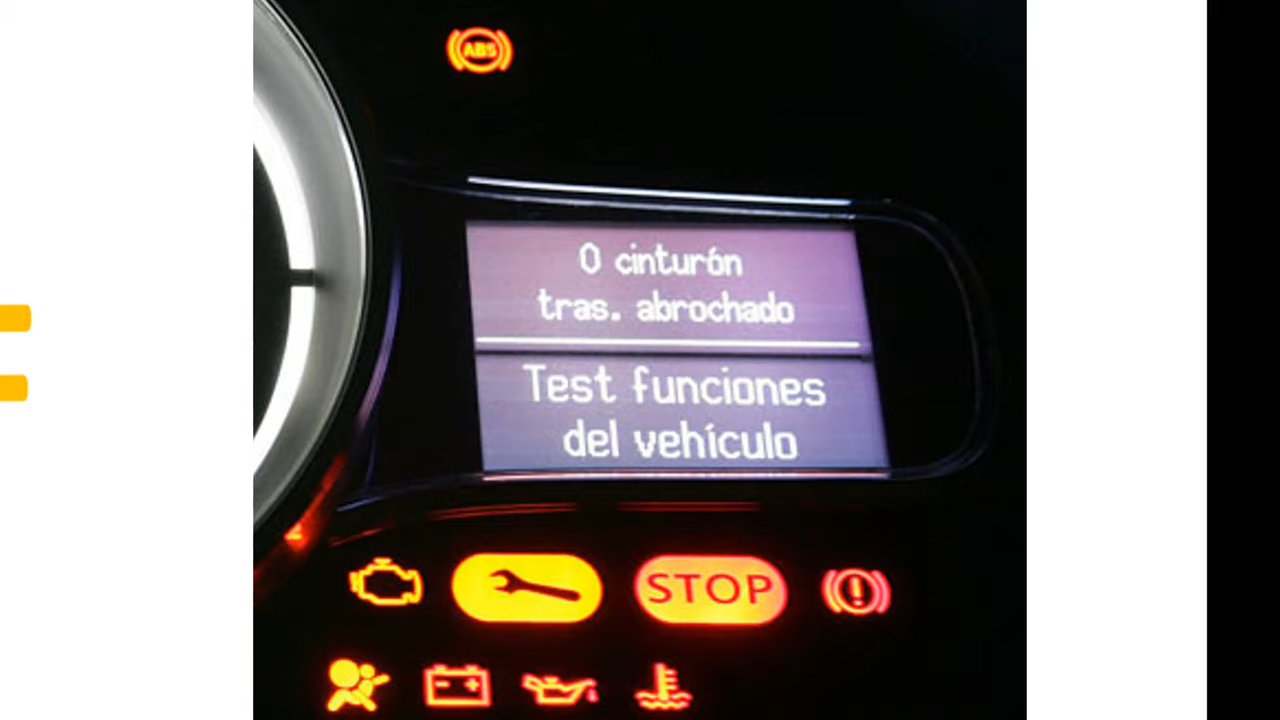 ABS
0 cinturón
tras. abrochado
Test funciones
del vehículo
STOP